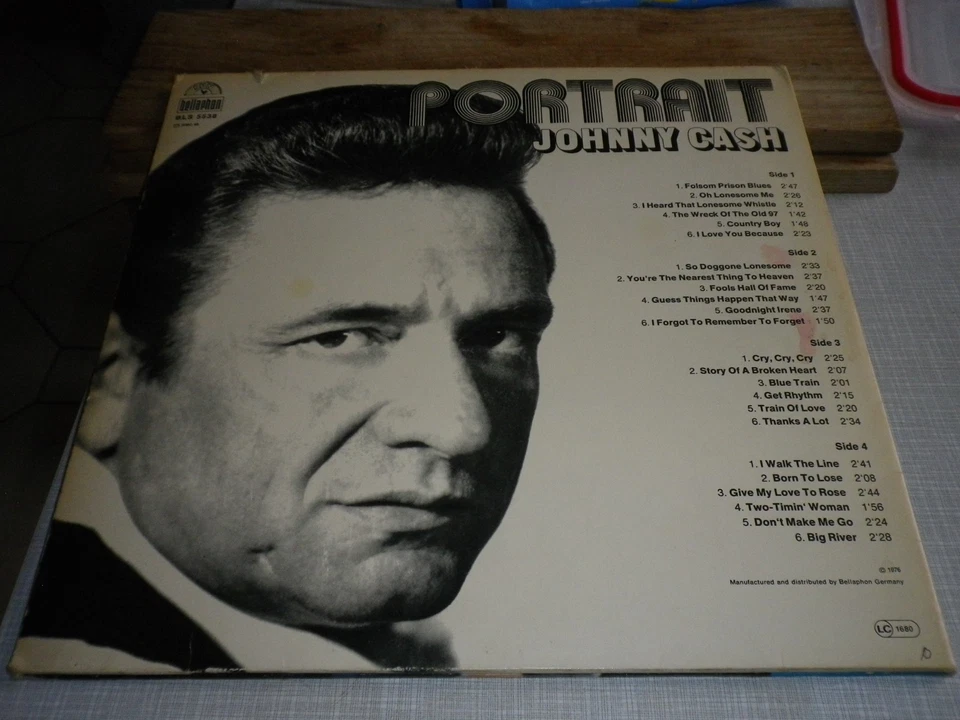 bellaphon
PORTRAIT
JOHNNY CASH
Side 1
1. Folsom Prison Blues 2'47
2. Oh Lonesome Me 2'26
3. I Heard That Lonesome Whistle 2'12
4. The Wreck Of The Old 97 1'42
5. Country Boy 1'48
6. I Love You Because 2'23
Side 2
1. So Doggone Lonesome 2'33
2. You're The Nearest Thing To Heaven 2'37
3. Fools Hall Of Fame 2'20
4. Guess Things Happen That Way 1'47
5. Goodnight Irene 2'37
6. I Forgot To Remember To Forget 1'50
Side 3
1. Cry, Cry, Cry 2'25
2. Story Of A Broken Heart 2'07
3. Blue Train 2'01
4. Get Rhythm 2'15
5. Train Of Love 2'20
6. Thanks A Lot 2'34
Side 4
1. I Walk The Line 2'41
2. Born To Lose 2'08
3. Give My Love To Rose 2'44
4. Two-Timin' Woman 1'56
5. Don't Make Me Go 2'24
6. Big River 2'28
© 1976
Manufactured and distributed by Bellaphon Germany
LC 1680